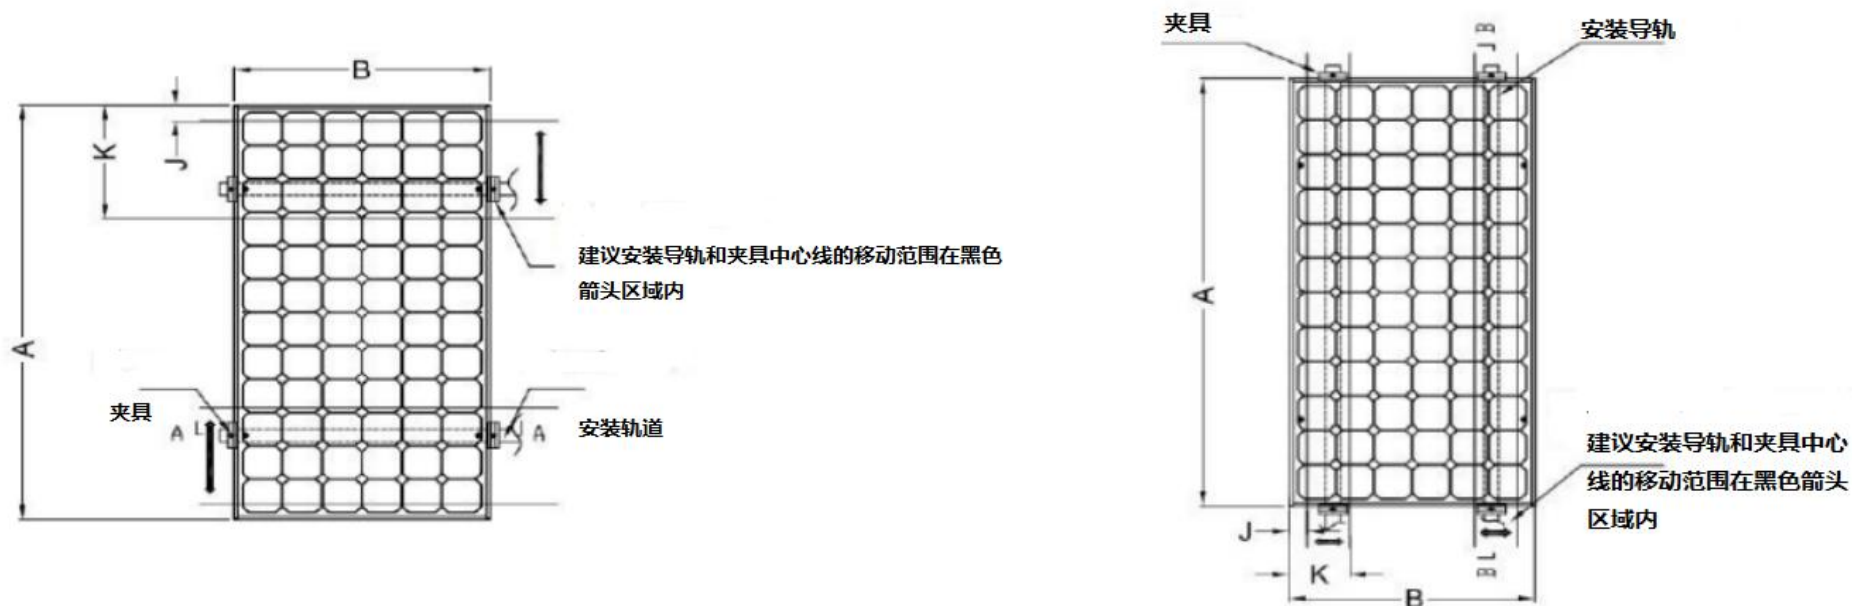 B
K
J
A
建议安装导轨和夹具中心线的移动范围在黑色
箭头区域内
夹具
A
A
安装轨道
夹具
B
J
安装导轨
A
建议安装导轨和夹具中心
线的移动范围在黑色箭头
区域内
J
K
B
L
B